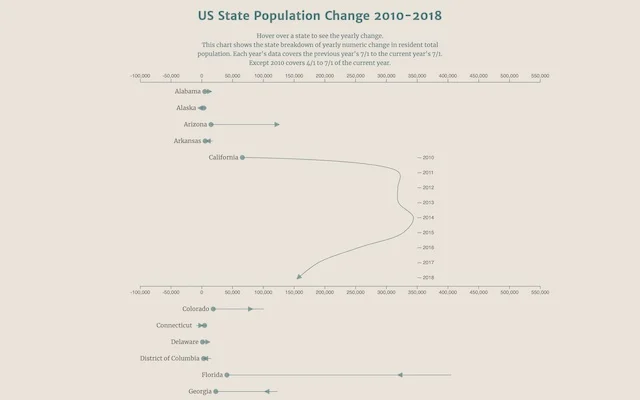 US State Population Change 2010-2018
Hover over a state to see the yearly change.
This chart shows the state breakdown of yearly numeric change in resident total
population. Each year's data covers the previous year's 7/1 to the current year's 7/1.
Except 2010 covers 4/1 to 7/1 of the current year.
-100,000 -50,000 0 50,000 100,000 150,000 200,000 250,000 300,000 350,000 400,000 450,000 500,000 550,000
Alabama
Alaska
Arizona
Arkansas
California
2010
2011
2012
2013
2014
2015
2016
2017
2018
-100,000 -50,000 0 50,000 100,000 150,000 200,000 250,000 300,000 350,000 400,000 450,000 500,000 550,000
Colorado
Connecticut
Delaware
District of Columbia
Florida
Georgia